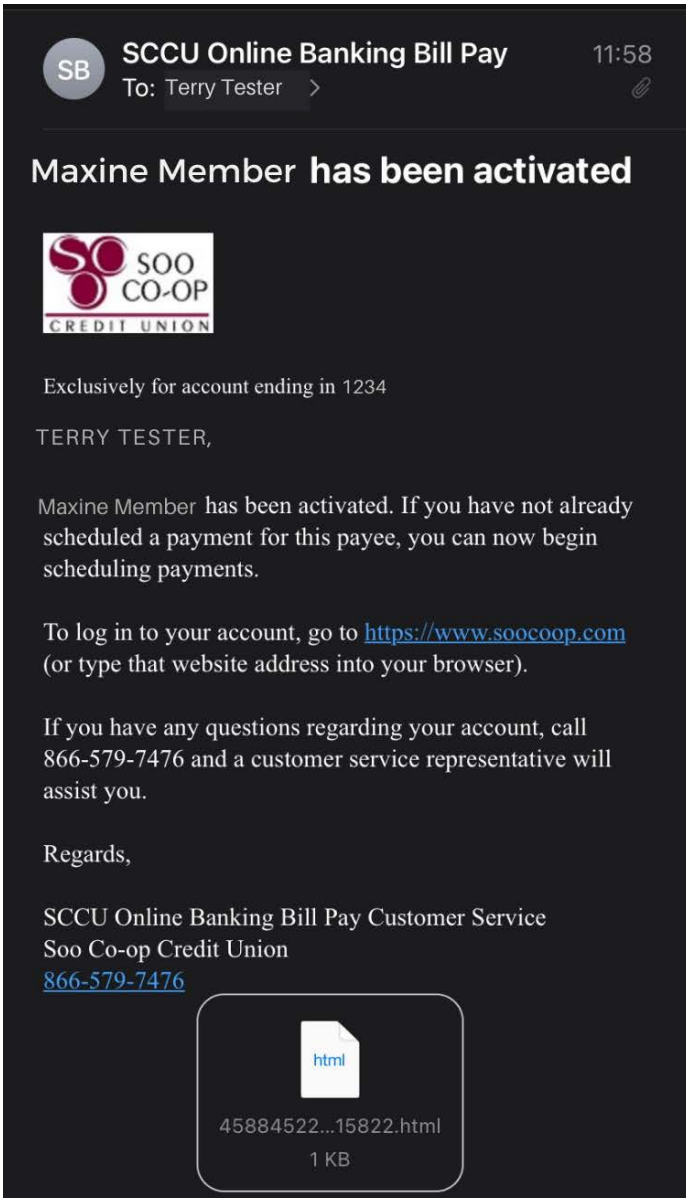 SB
SCCU Online Banking Bill Pay 11:58
To: Terry Tester >
Maxine Member has been activated
SOO
CO-OP
CREDIT UNION
Exclusively for account ending in 1234
TERRY TESTER,
Maxine Member has been activated. If you have not already
scheduled a payment for this payee, you can now begin
scheduling payments.
To log in to your account, go to https://www.soocoop.com
(or type that website address into your browser).
If you have any questions regarding your account, call
866-579-7476 and a customer service representative will
assist you.
Regards,
SCCU Online Banking Bill Pay Customer Service
Soo Co-op Credit Union
866-579-7476
html
45884522...15822.html
1 KB